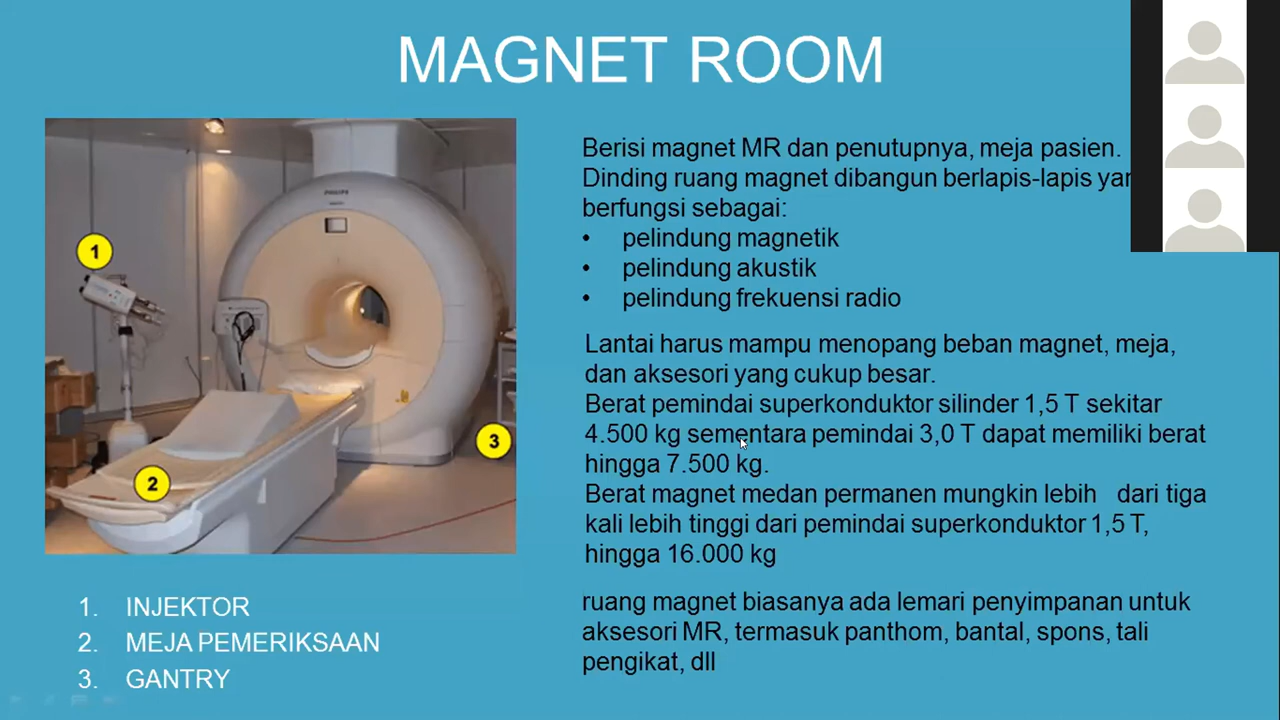 MAGNET ROOM
PHILIPS
1
2
3
1. INJEKTOR
2. MEJA PEMERIKSAAN
3. GANTRY
Berisi magnet MR dan penutupnya, meja pasien.
Dinding ruang magnet dibangun berlapis-lapis
berfungsi sebagai:
• pelindung magnetik
• pelindung akustik
• pelindung frekuensi radio
Lantai harus mampu menopang beban magnet, meja,
dan aksesori yang cukup besar.
Berat pemindai superkonduktor silinder 1,5 T sekitar
4.500 kg sementara pemindai 3,0 T dapat memiliki berat
hingga 7.500 kg.
Berat magnet medan permanen mungkin lebih dari tiga
kali lebih tinggi dari pemindai superkonduktor 1,5 T,
hingga 16.000 kg
ruang magnet biasanya ada lemari penyimpanan untuk
aksesori MR, termasuk panthom, bantal, spons, tali
pengikat, dll